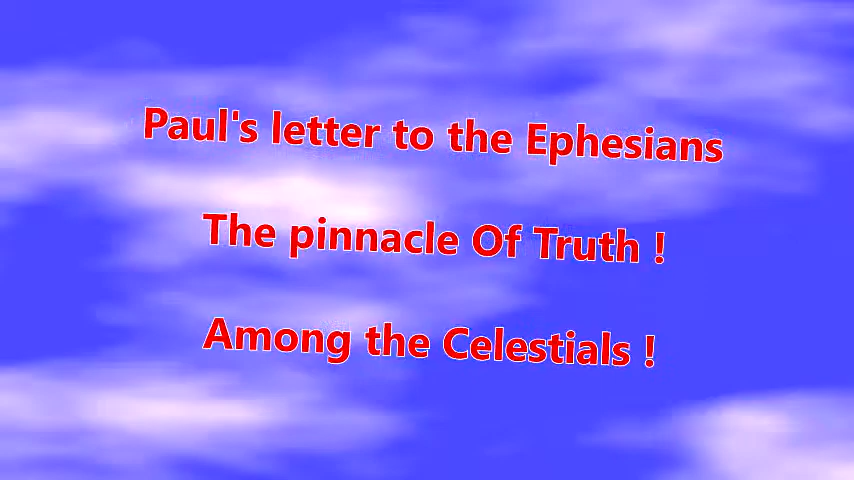 Paul's letter to the Ephesians
The pinnacle Of Truth !
Among the Celestials !